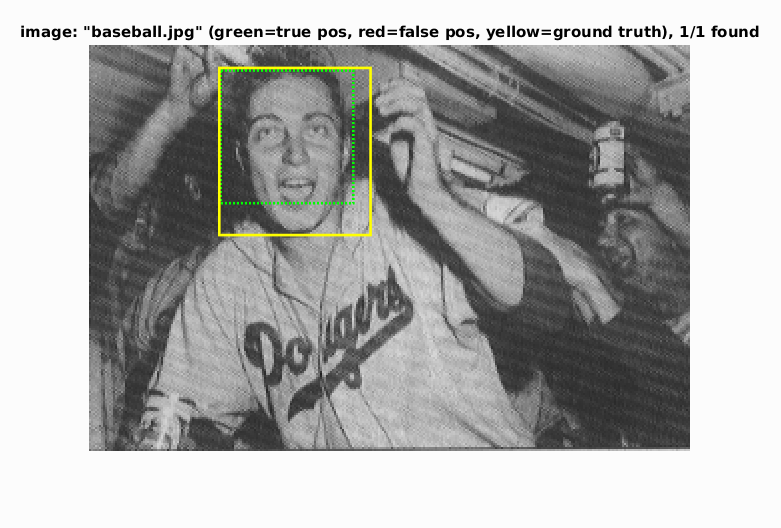 image: "baseball.jpg" (green=true pos, red=false pos, yellow=ground truth), 1/1 found
Dodgers